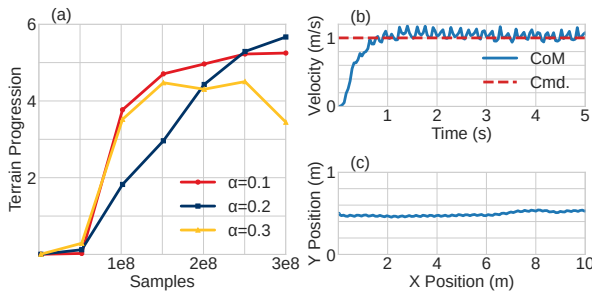 (a)
Terrain Progression
6
4
2
α=0.1
α=0.2
α=0.3
1e8 2e8 3e8
Samples
(b)
Velocity (m/s)
1
0
CoM
Cmd.
1 2 3 4 5
Time (s)
(c)
Y Position (m)
1
0
2 4 6 8 10
X Position (m)